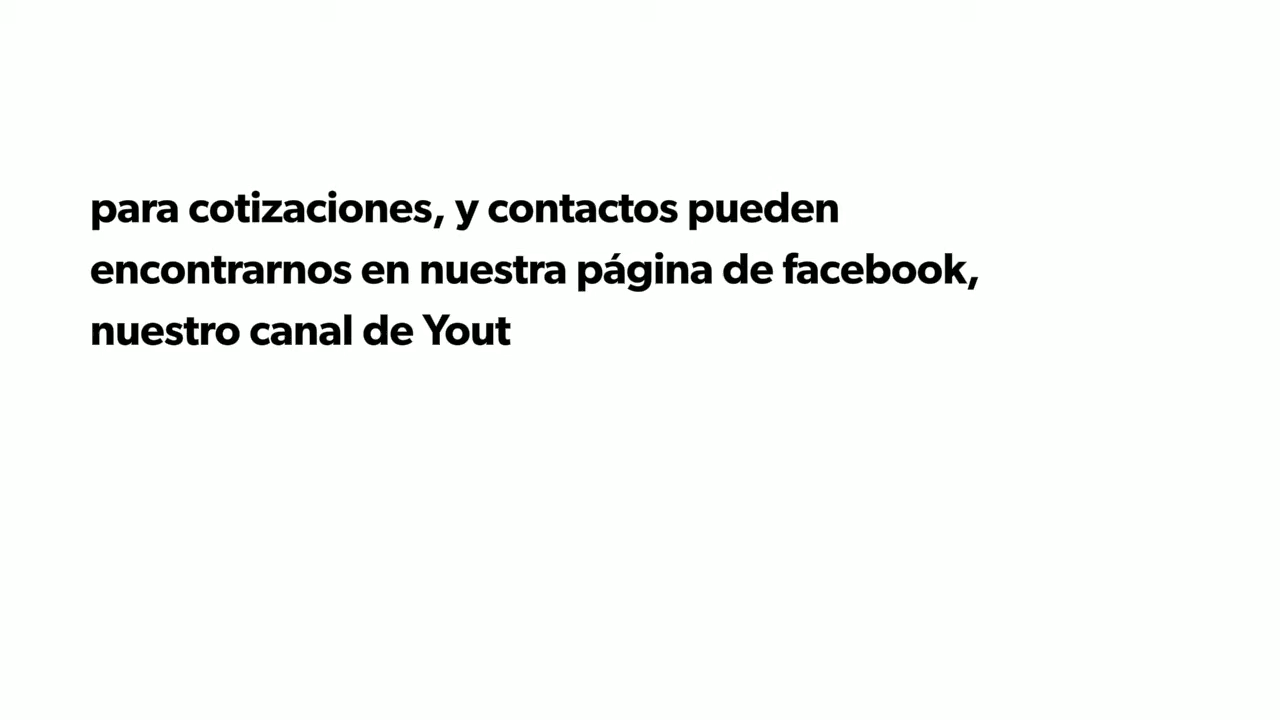 para cotizaciones, y contactos pueden
encontrarnos en nuestra página de facebook,
nuestro canal de Yout